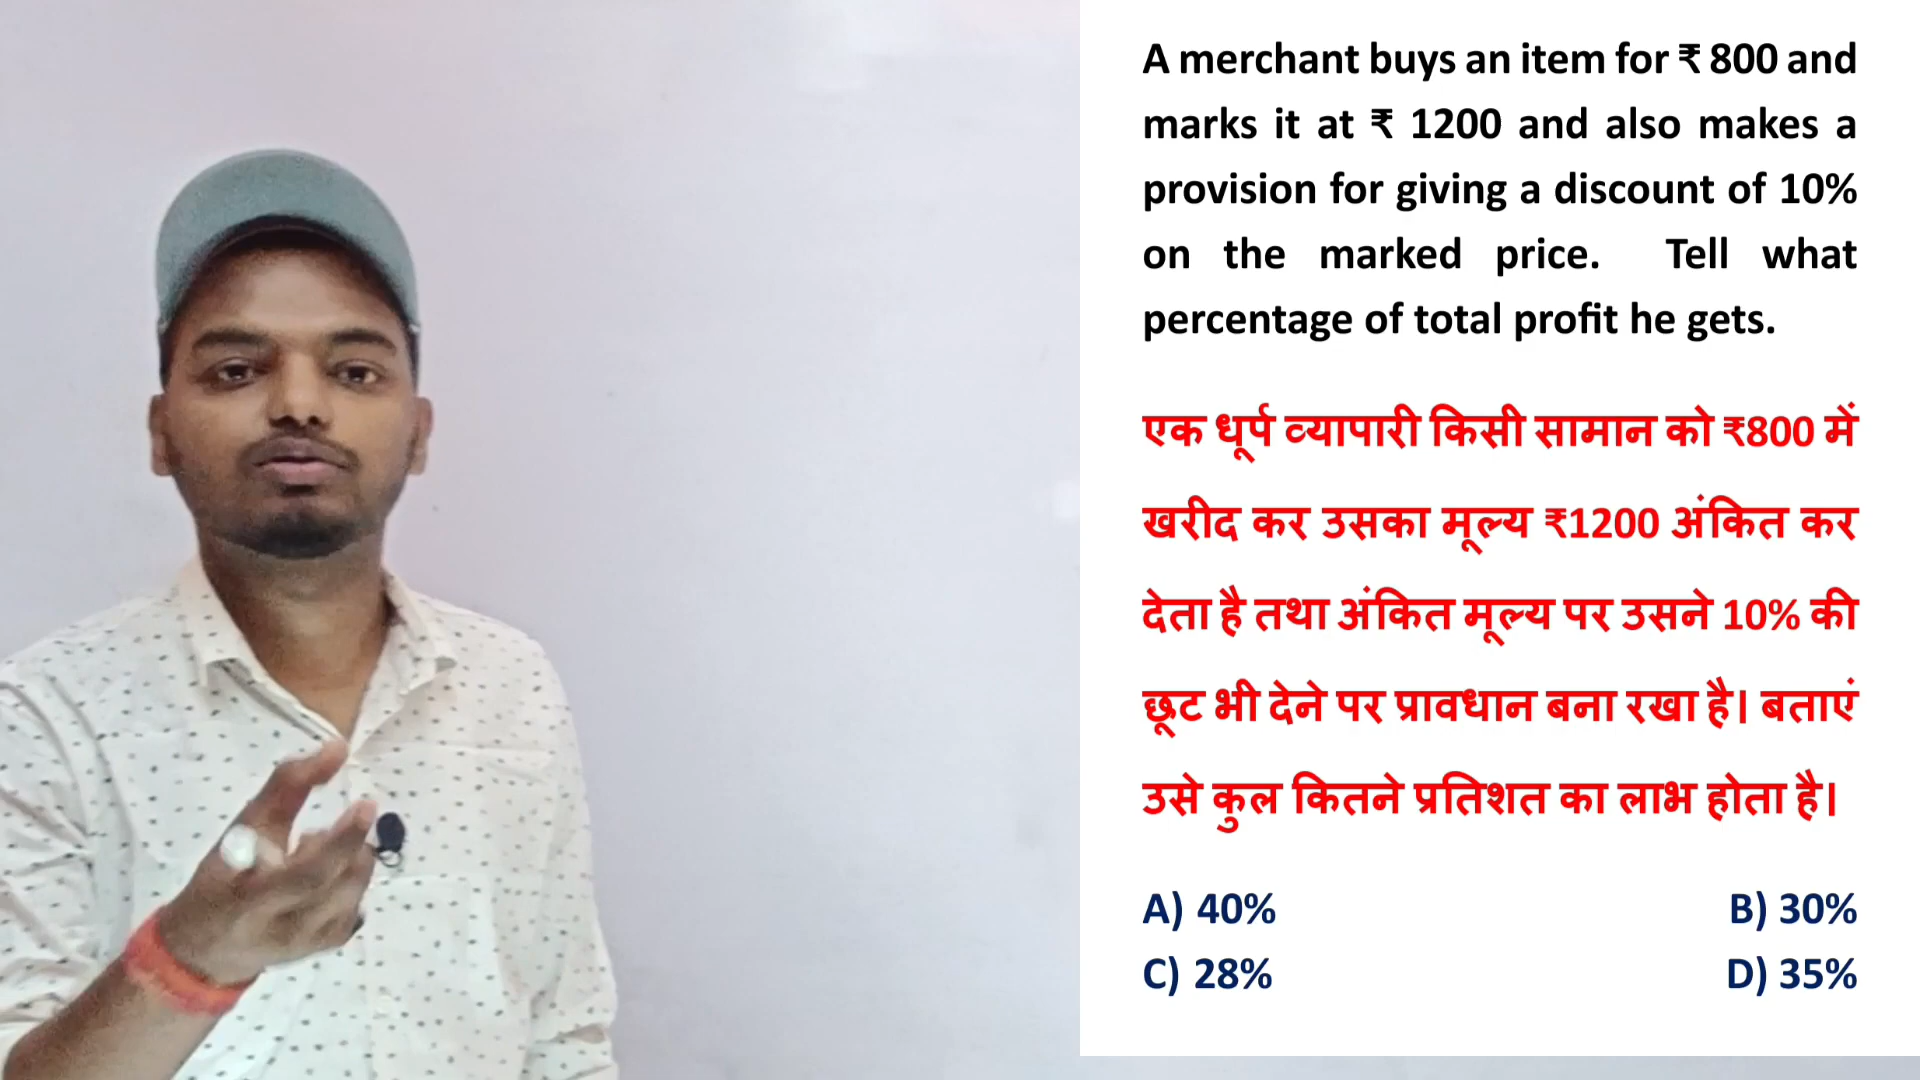 A merchant buys an item for ₹ 800 and
marks it at ₹ 1200 and also makes a
provision for giving a discount of 10%
on the marked price. Tell what
percentage of total profit he gets.
एक धूर्प व्यापारी किसी सामान को ₹800 में
खरीद कर उसका मूल्य ₹1200 अंकित कर
देता है तथा अंकित मूल्य पर उसने 10% की
छूट भी देने पर प्रावधान बना रखा है। बताएं
उसे कुल कितने प्रतिशत का लाभ होता है।
A) 40% B) 30%
C) 28% D) 35%